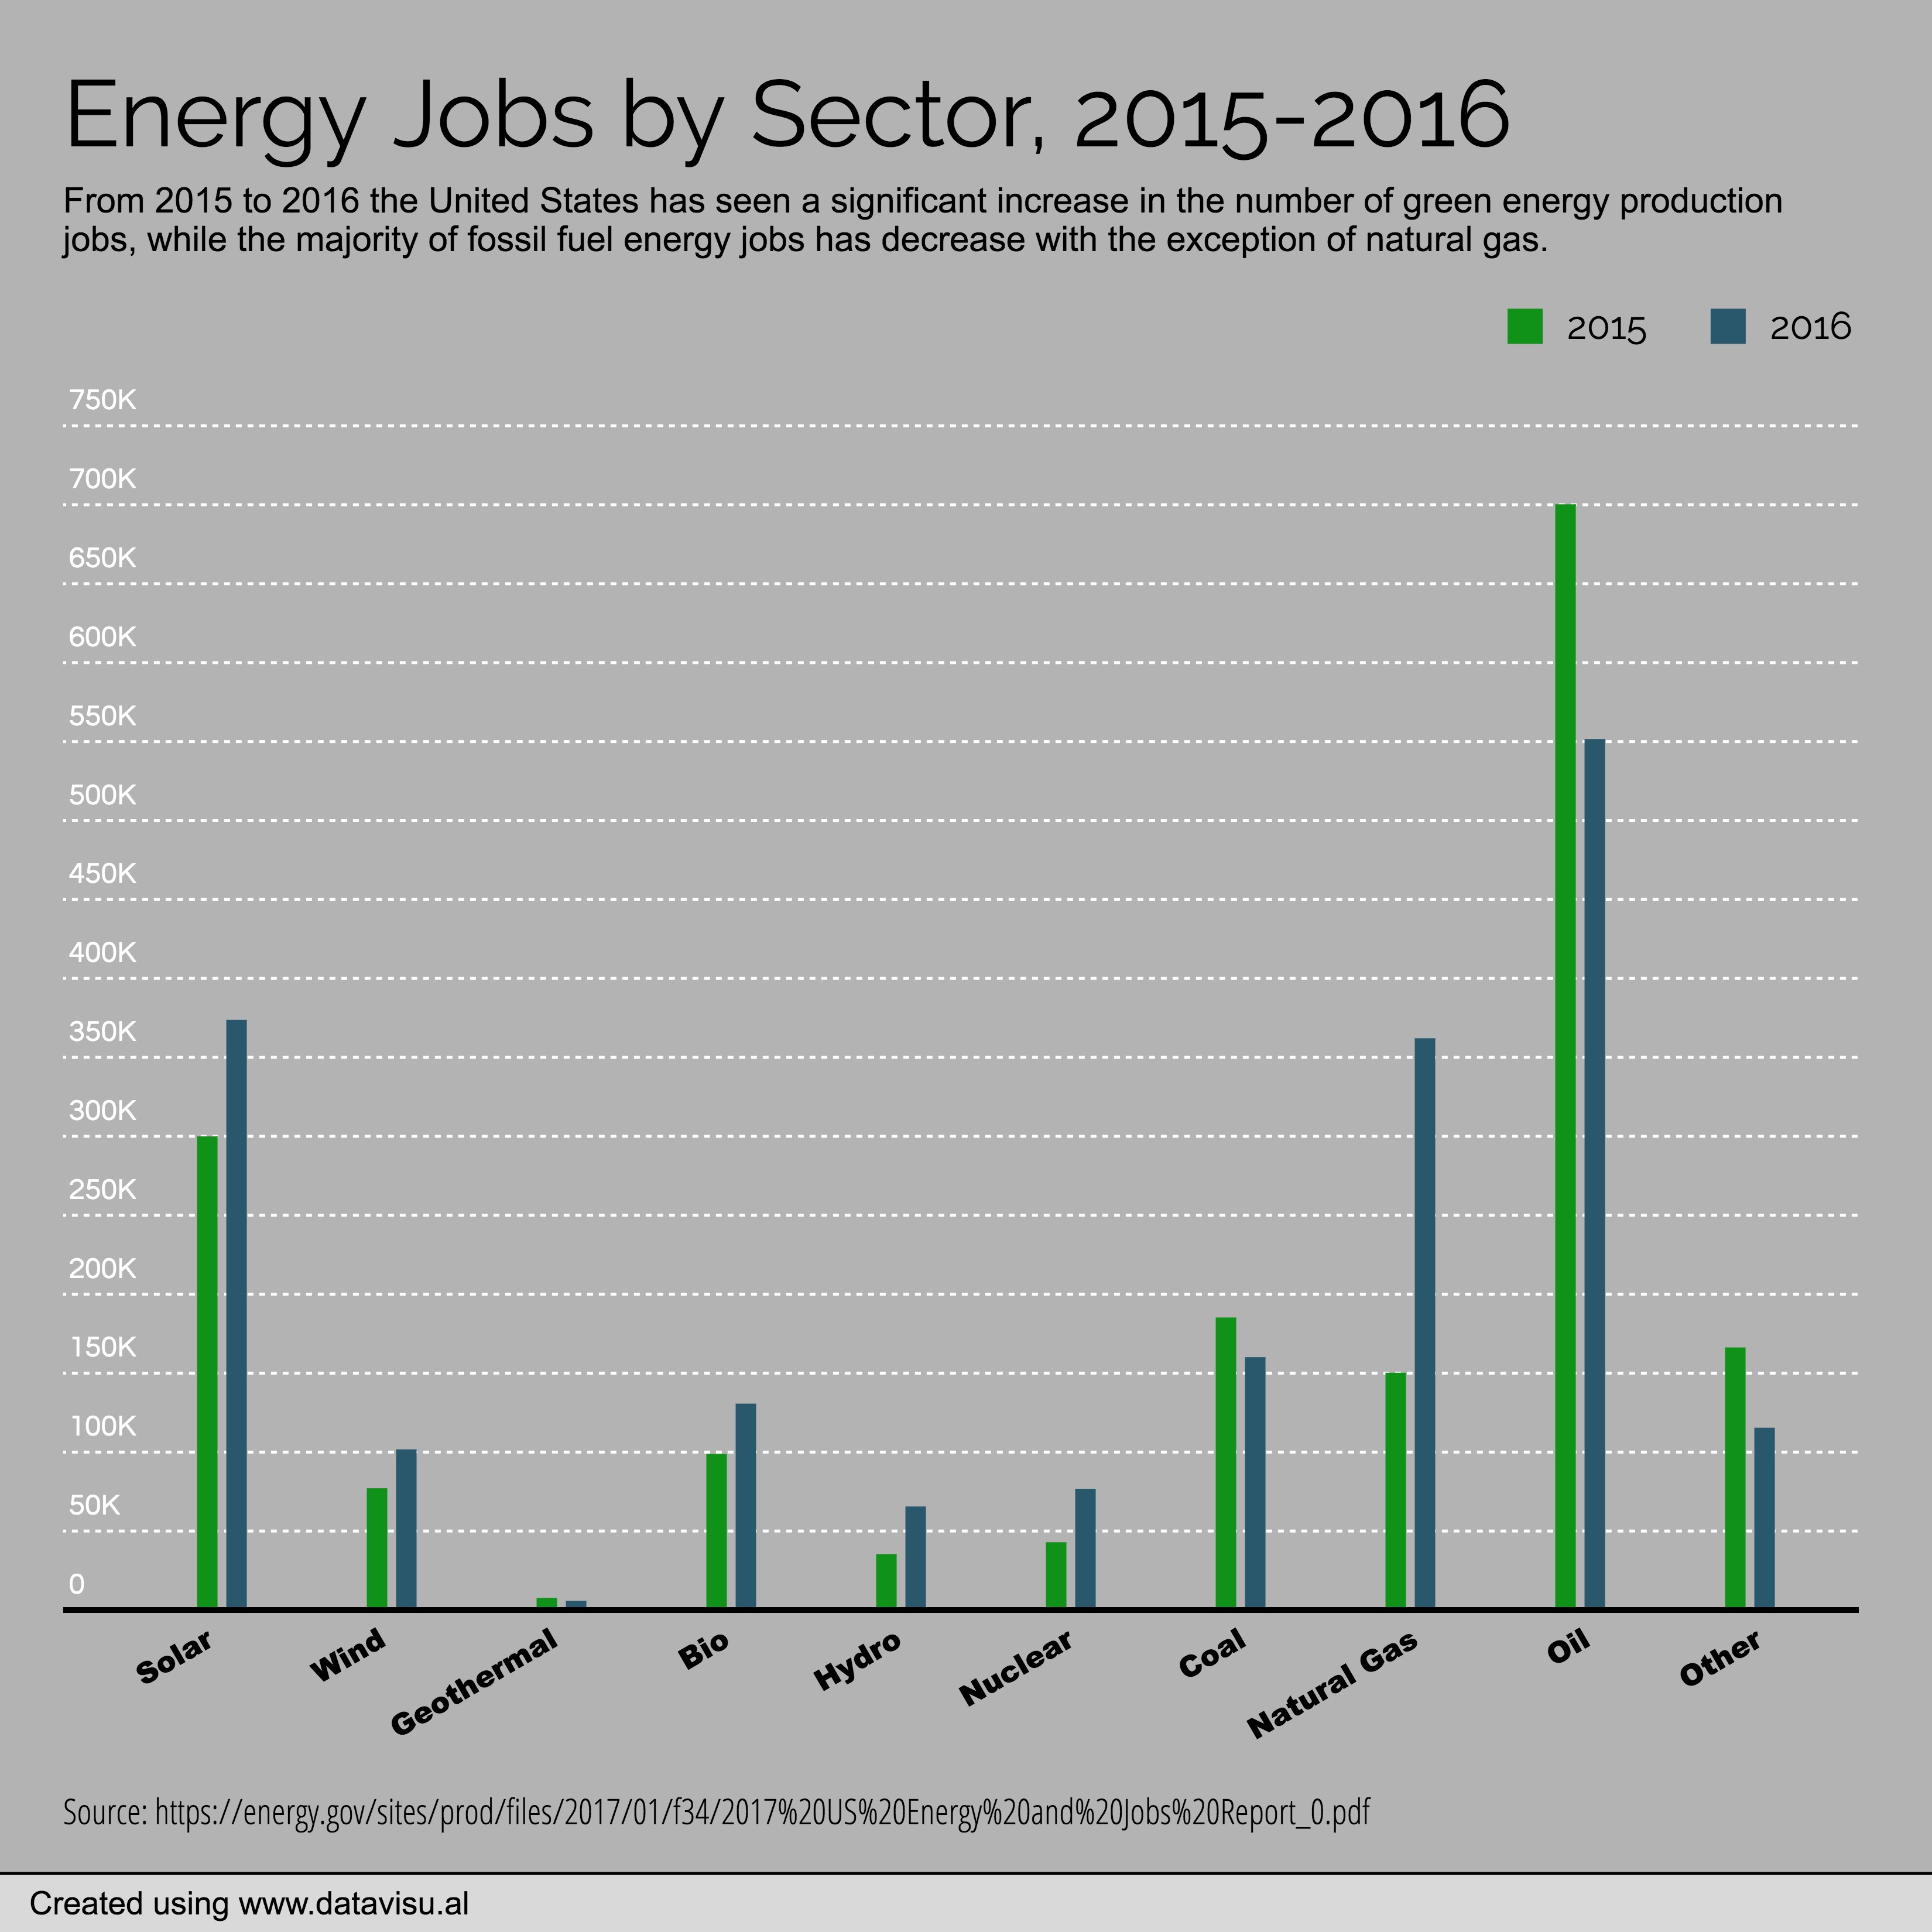 Energy Jobs by Sector, 2015-2016
From 2015 to 2016 the United States has seen a significant increase in the number of green energy production
jobs, while the majority of fossil fuel energy jobs has decrease with the exception of natural gas.
2015 2016
750K
700K
650K
600K
550K
500K
450K
400K
350K
300K
250K
200K
150K
100K
50K
0
Solar Wind Geothermal Bio Hydro Nuclear Coal Natural Gas Oil Other
Source: https://energy.gov/sites/prod/files/2017/01/f34/2017%20US%20Energy%20and%20Jobs%20Report_0.pdf
Created using www.datavisu.al